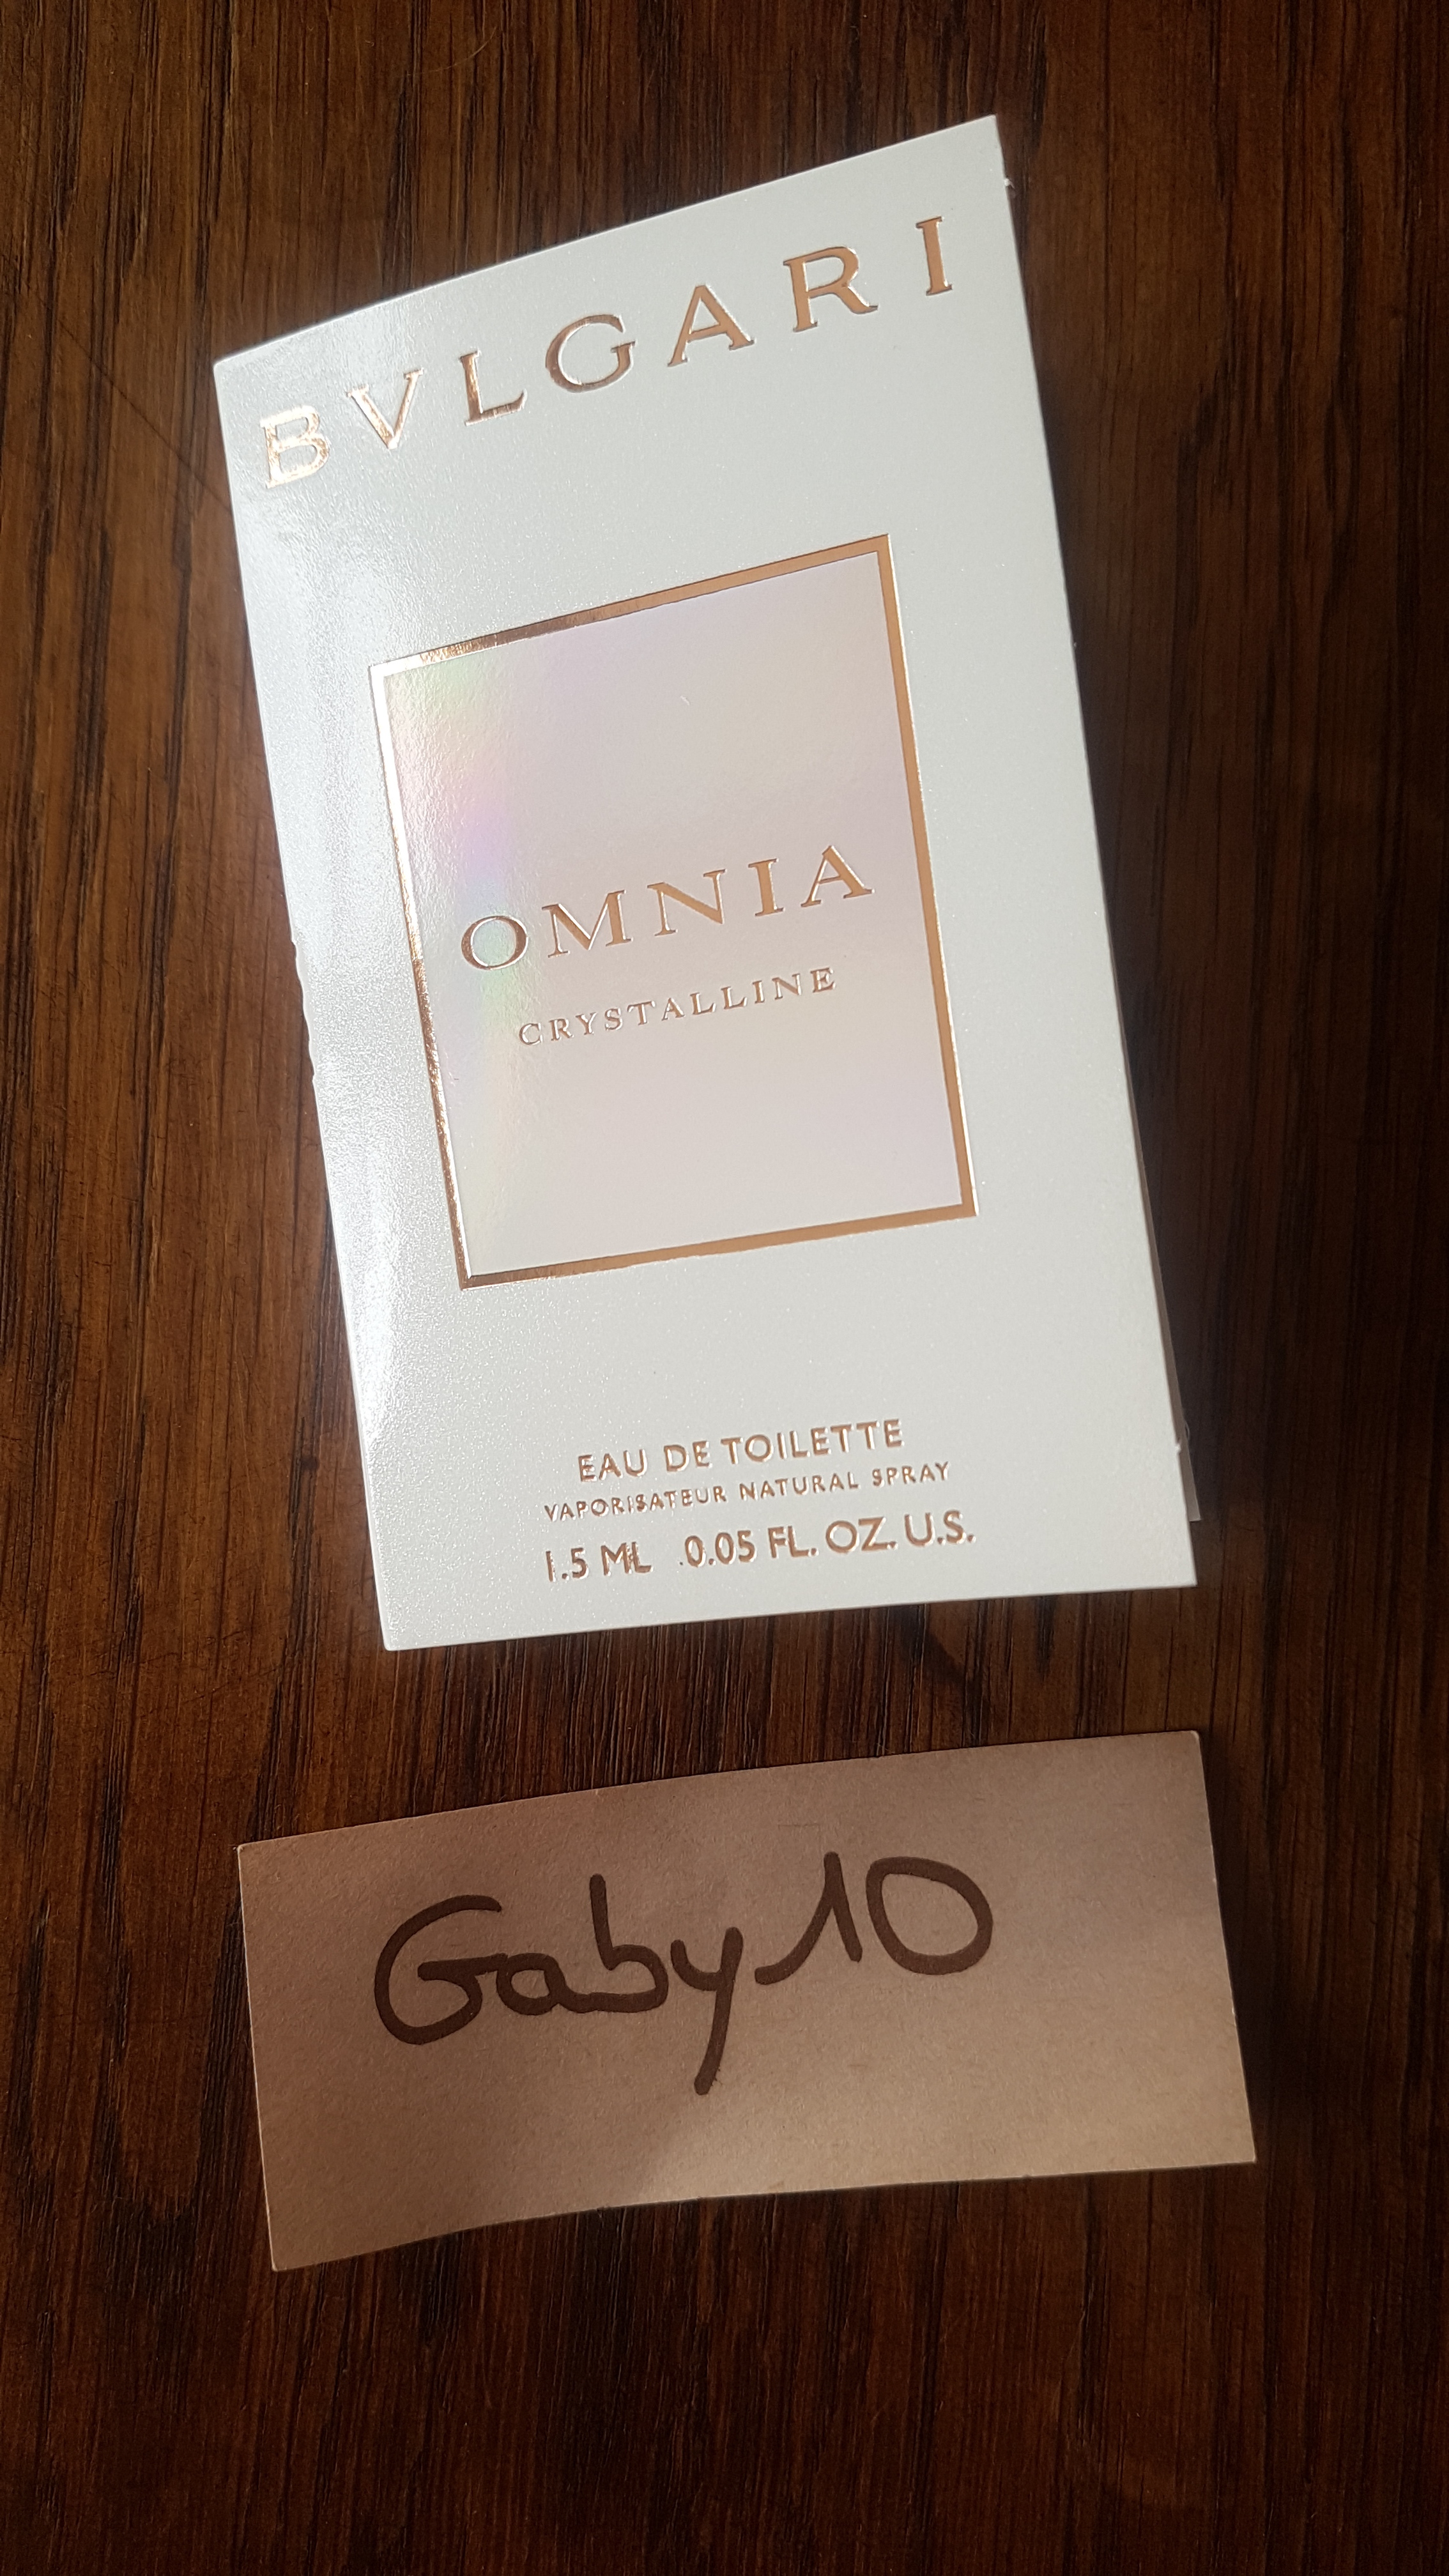 BVLGARI
OMNIA
CRYSTALLINE
EAU DE TOILETTE
VAPORISATEUR NATURAL SPRAY
1.5 ML 0.05 FL. OZ. U.S.
Gaby10